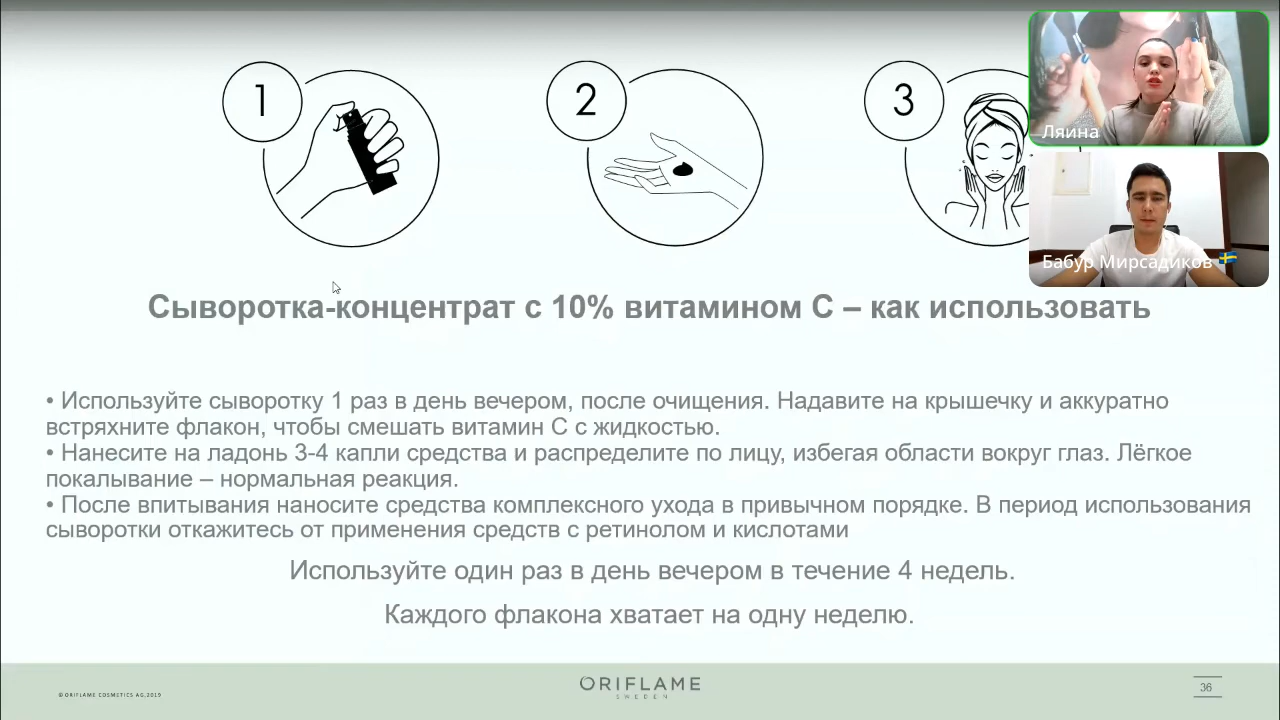 1
2
3
Ляина
Бабур Мирсадиков
Сыворотка-концентрат с 10% витамином С – как использовать
• Используйте сыворотку 1 раз в день вечером, после очищения. Надавите на крышечку и аккуратно
встряхните флакон, чтобы смешать витамин С с жидкостью.
• Нанесите на ладонь 3-4 капли средства и распределите по лицу, избегая области вокруг глаз. Лёгкое
покалывание – нормальная реакция.
• После впитывания наносите средства комплексного ухода в привычном порядке. В период использования
сыворотки откажитесь от применения средств с ретинолом и кислотами
Используйте один раз в день вечером в течение 4 недель.
Каждого флакона хватает на одну неделю.
© ORIFLAME COSMETICS AG,2019
ORIFLAME
SWEDEN
36